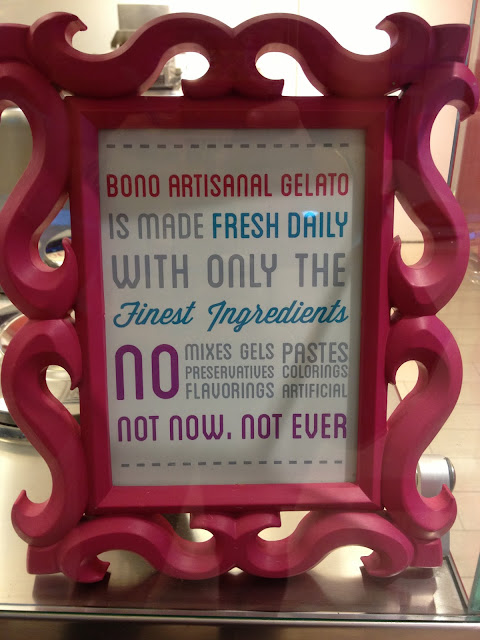 BONO ARTISANAL GELATO
IS MADE FRESH DAILY
WITH ONLY THE
Finest Ingredients
NO MIXES GELS PASTES
PRESERVATIVES COLORINGS
FLAVORINGS ARTIFICIAL
NOT NOW. NOT EVER